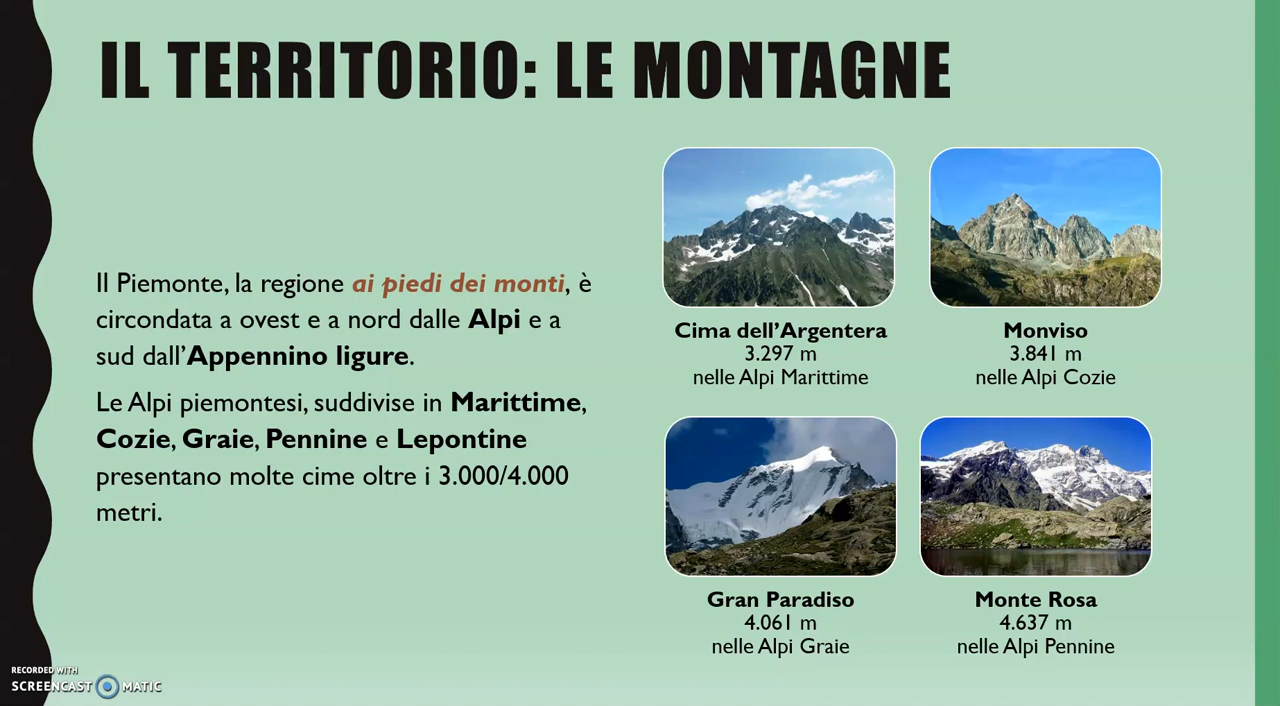 IL TERRITORIO: LE MONTAGNE
Il Piemonte, la regione ai piedi dei monti, è
circondata a ovest e a nord dalle Alpi e a
sud dall’Appennino ligure.
Le Alpi piemontesi, suddivise in Marittime,
Cozie, Graie, Pennine e Lepontine
presentano molte cime oltre i 3.000/4.000
metri.
Cima dell’Argentera
3.297 m
nelle Alpi Marittime
Monviso
3.841 m
nelle Alpi Cozie
Gran Paradiso
4.061 m
nelle Alpi Graie
Monte Rosa
4.637 m
nelle Alpi Pennine
RECORDED WITH
SCREENCAST MATIC